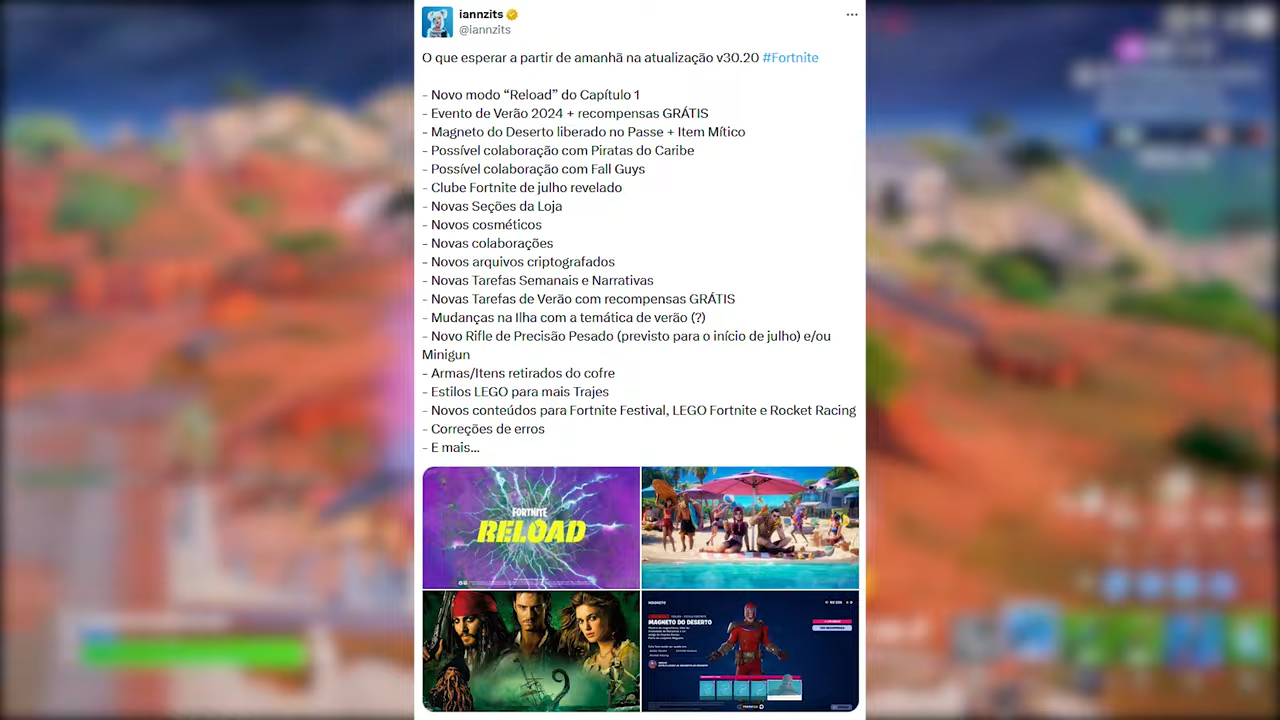 iannzits
@iannzits
O que esperar a partir de amanhã na atualização v30.20 #Fortnite
- Novo modo “Reload” do Capítulo 1
- Evento de Verão 2024 + recompensas GRÁTIS
- Magneto do Deserto liberado no Passe + Item Mítico
- Possível colaboração com Piratas do Caribe
- Possível colaboração com Fall Guys
- Clube Fortnite de julho revelado
- Novas Seções da Loja
- Novos cosméticos
- Novas colaborações
- Novos arquivos criptografados
- Novas Tarefas Semanais e Narrativas
- Novas Tarefas de Verão com recompensas GRÁTIS
- Mudanças na Ilha com a temática de verão (?)
- Novo Rifle de Precisão Pesado (previsto para o início de julho) e/ou
Minigun
- Armas/Itens retirados do cofre
- Estilos LEGO para mais Trajes
- Novos conteúdos para Fortnite Festival, LEGO Fortnite e Rocket Racing
- Correções de erros
- E mais...
FORTNITE
RELOAD
MAGNETO
MAGNETO DO DESERTO